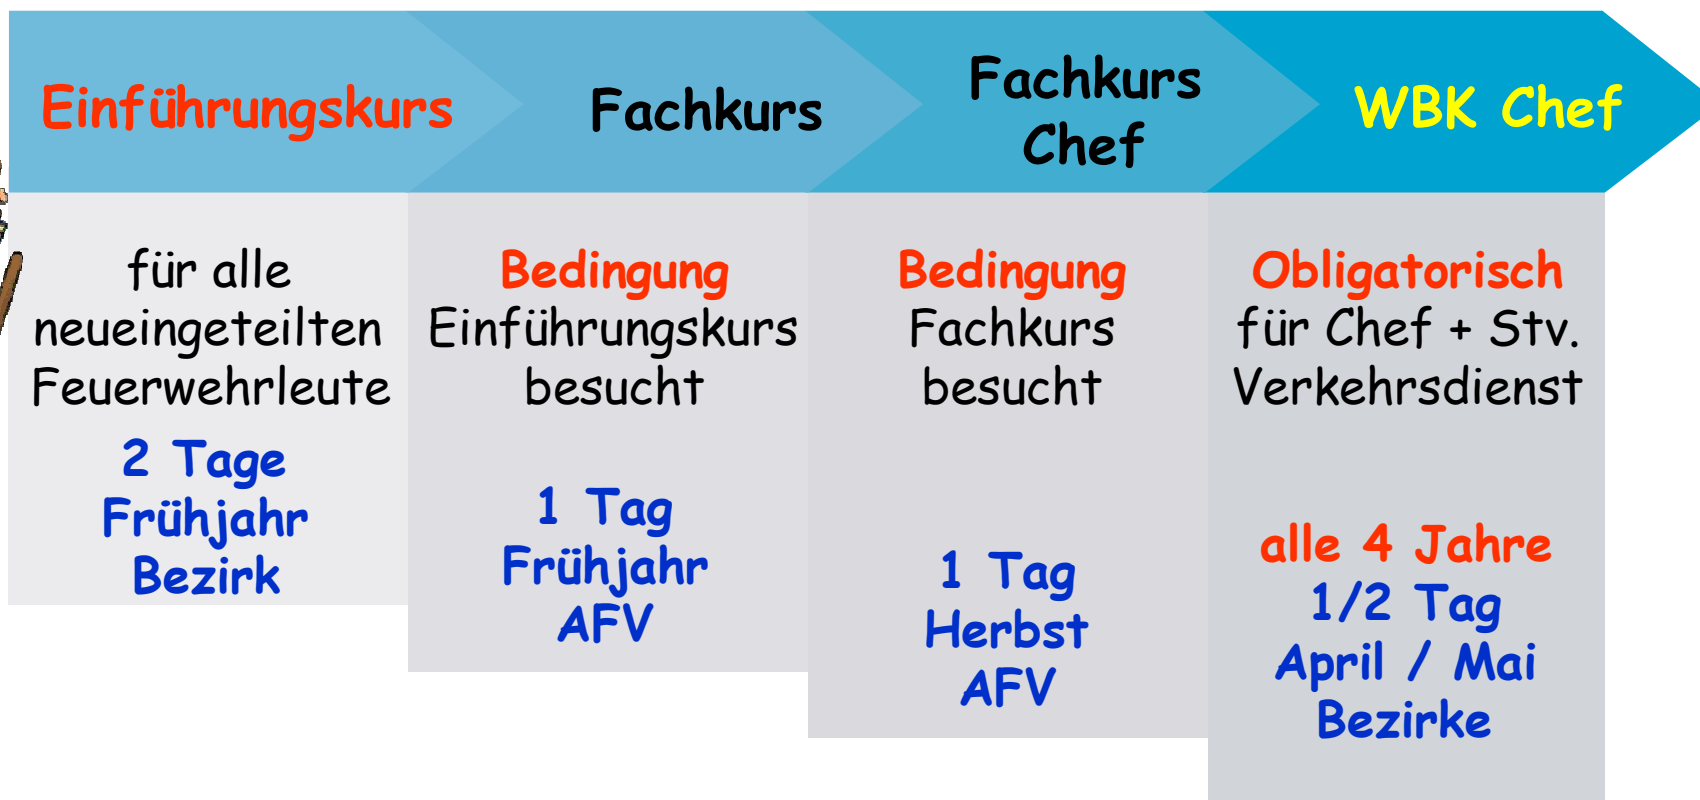 Einführungskurs
Fachkurs
Fachkurs
Chef
WBK Chef
für alle
neueingeteilten
Feuerwehrleute
2 Tage
Frühjahr
Bezirk
Bedingung
Einführungskurs
besucht
1 Tag
Frühjahr
AFV
Bedingung
Fachkurs
besucht
1 Tag
Herbst
AFV
Obligatorisch
für Chef + Stv.
Verkehrsdienst
alle 4 Jahre
1/2 Tag
April / Mai
Bezirke